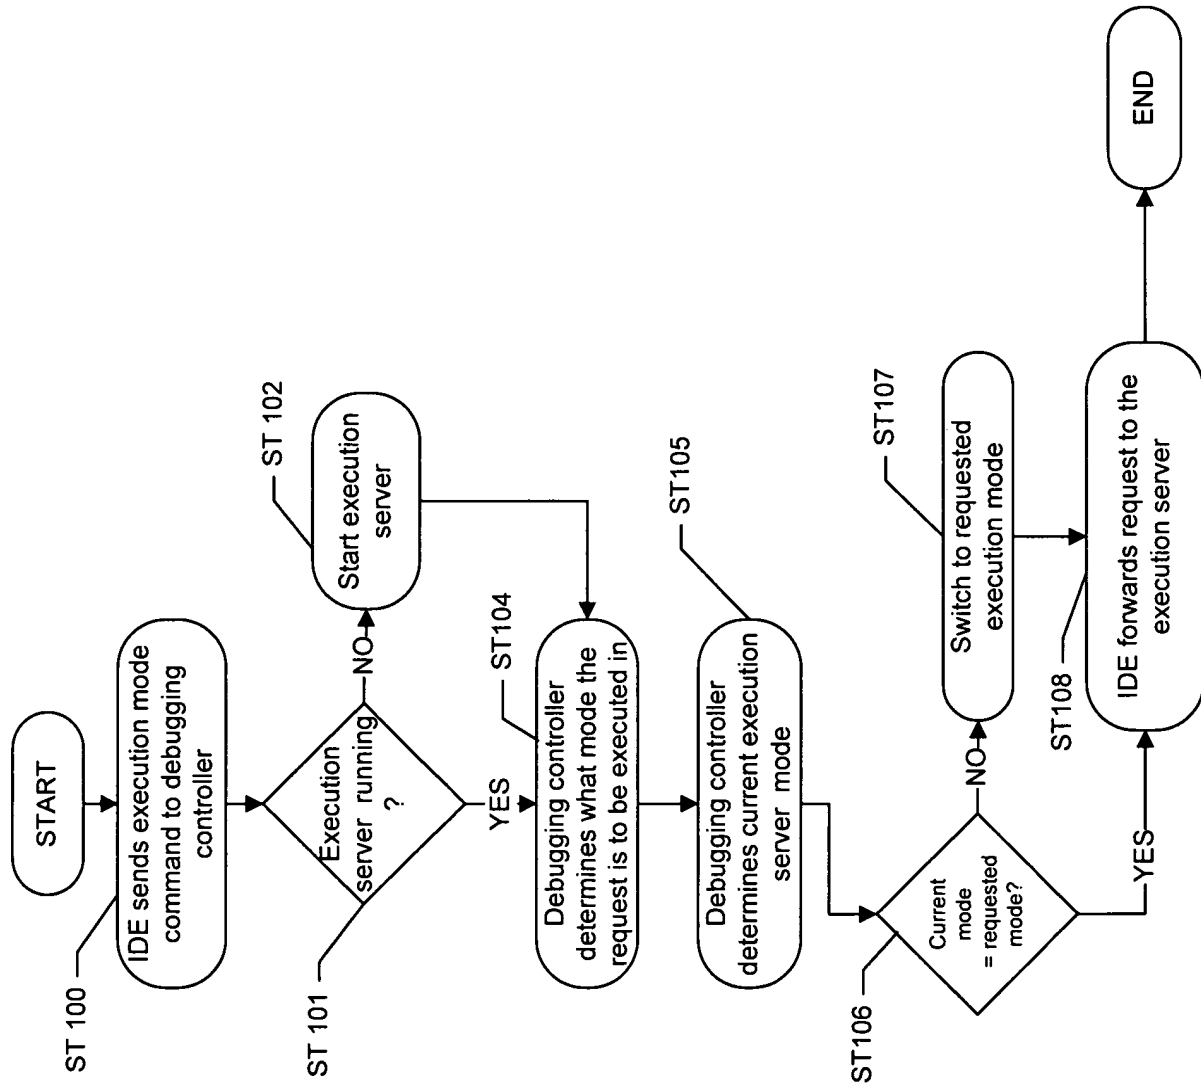 START
ST 100
IDE sends execution mode
command to debugging
controller
ST 101
Execution
server running
?
NO
YES
ST 102
Start execution
server
ST104
Debugging controller
determines what mode the
request is to be executed in
ST105
Debugging controller
determines current execution
server mode
ST106
Current
mode
= requested
mode?
NO
YES
ST107
Switch to requested
execution mode
ST108
IDE forwards request to the
execution server
END